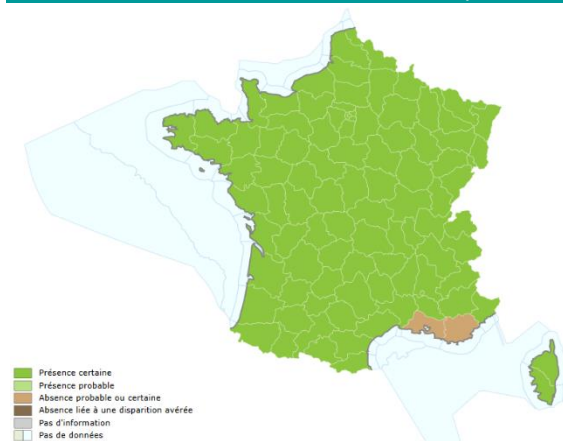 Présence certaine
Présence probable
Absence probable ou certaine
Absence liée à une disparition avérée
Pas d'information
Pas de données